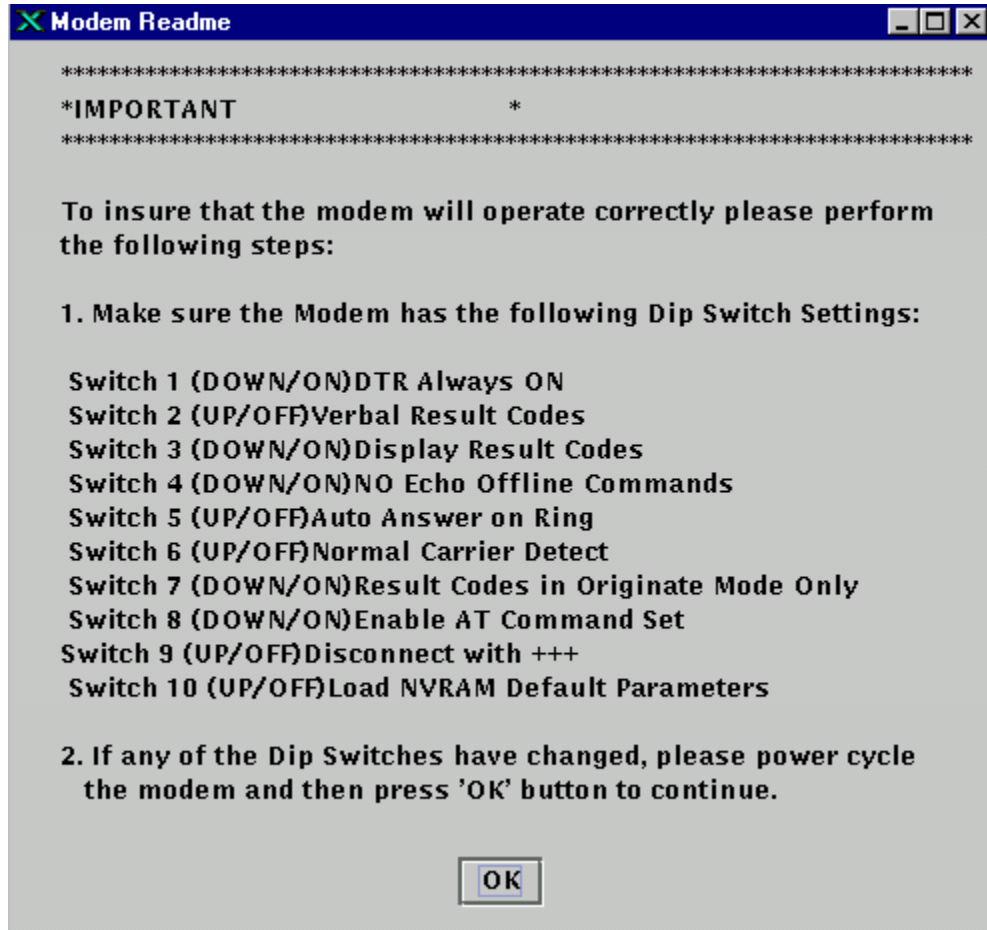 Modem Readme
****************************************************************************
*IMPORTANT *
****************************************************************************
To insure that the modem will operate correctly please perform
the following steps:
1. Make sure the Modem has the following Dip Switch Settings:
Switch 1 (DOWN/ON)DTR Always ON
Switch 2 (UP/OFF)Verbal Result Codes
Switch 3 (DOWN/ON)Display Result Codes
Switch 4 (DOWN/ON)NO Echo Offline Commands
Switch 5 (UP/OFF)Auto Answer on Ring
Switch 6 (UP/OFF)Normal Carrier Detect
Switch 7 (DOWN/ON)Result Codes in Originate Mode Only
Switch 8 (DOWN/ON)Enable AT Command Set
Switch 9 (UP/OFF)Disconnect with +++
Switch 10 (UP/OFF)Load NVRAM Default Parameters
2. If any of the Dip Switches have changed, please power cycle
the modem and then press 'OK' button to continue.
OK